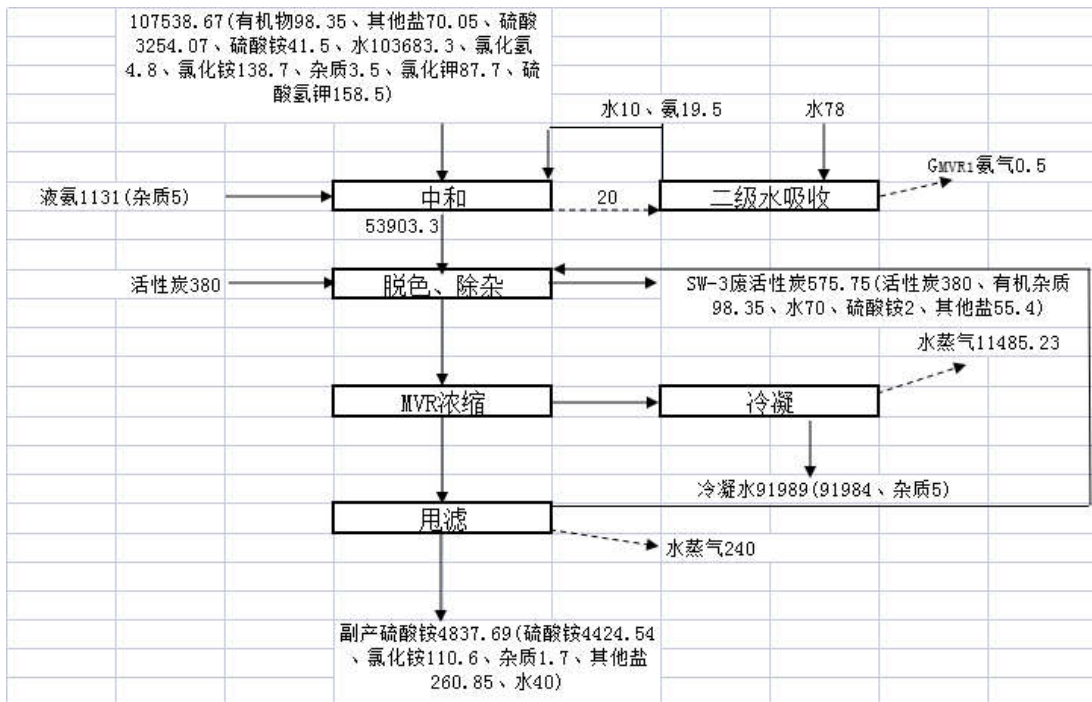 107538.67(有机物98.35、其他盐70.05、硫酸
3254.07、硫酸铵41.5、水103683.3、氯化氢
4.8、氯化铵138.7、杂质3.5、氯化钾87.7、硫
酸氢钾158.5)
水10、氨19.5
水78
GMVR1氨气0.5
液氨1131(杂质5)
中和
20
二级水吸收
53903.3
活性炭380
脱色、除杂
SW-3废活性炭575.75(活性炭380、有机杂质
98.35、水70、硫酸铵2、其他盐55.4)
水蒸气11485.23
MVR浓缩
冷凝
冷凝水91989(91984、杂质5)
甩滤
水蒸气240
副产硫酸铵4837.69(硫酸铵4424.54
、氯化铵110.6、杂质1.7、其他盐
260.85、水40)